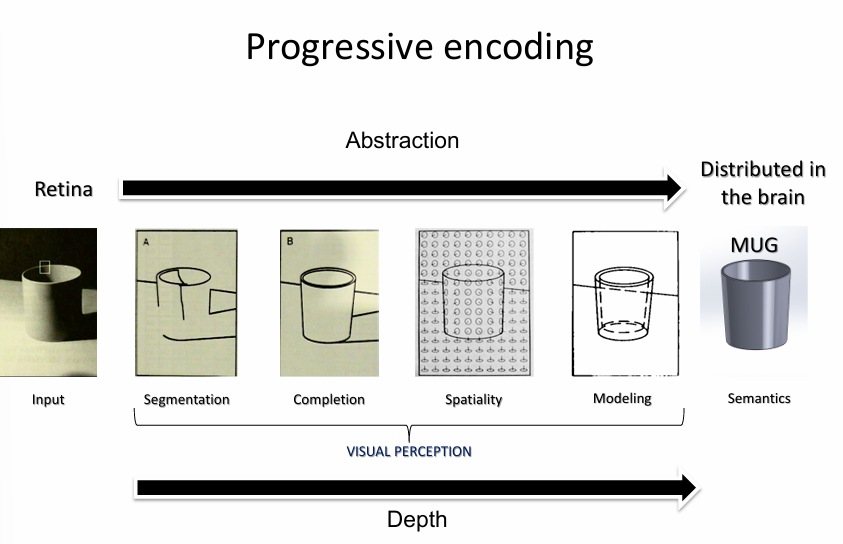 Progressive encoding
Abstraction
Retina
Distributed in
the brain
A
B
MUG
Input
Segmentation
Completion
Spatiality
Modeling
Semantics
VISUAL PERCEPTION
Depth